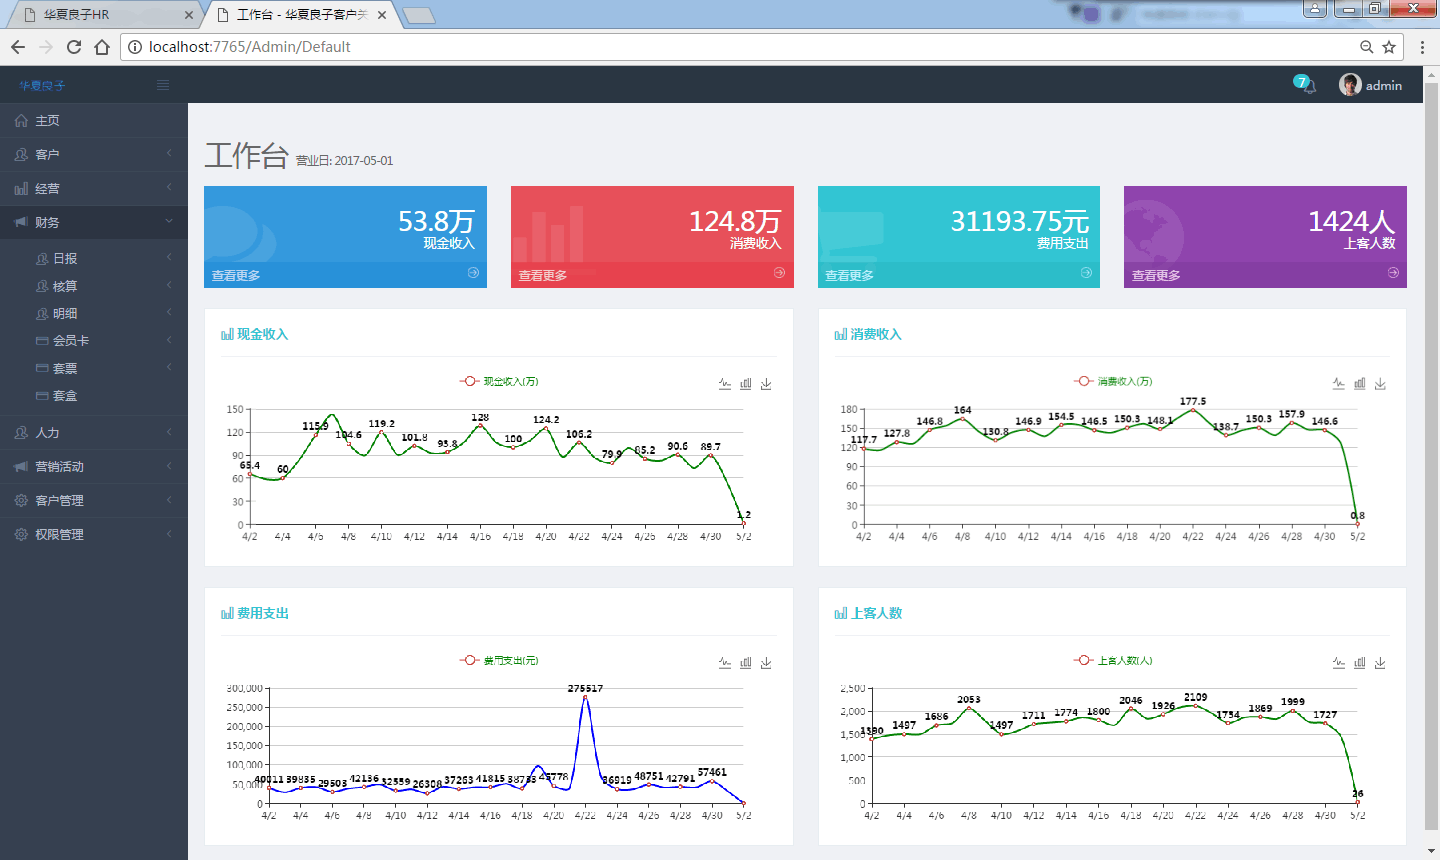 华夏良子HR
工作台 - 华夏良子客户关
localhost:7765/Admin/Default
华夏良子
7
admin
主页
客户
经营
财务
日报
核算
明细
会员卡
套票
套盒
人力
营销活动
客户管理
权限管理
工作台 营业日: 2017-05-01
53.8万
现金收入
查看更多
124.8万
消费收入
查看更多
31193.75元
费用支出
查看更多
1424人
上客人数
查看更多
现金收入
现金收入(万)
150
120
90
60
30
0
65.4 60 115.9 104.6 119.2 101.8 93.8 128 100 124.2 106.2 79.9 85.2 90.6 89.7 1.2
4/2 4/4 4/6 4/8 4/10 4/12 4/14 4/16 4/18 4/20 4/22 4/24 4/26 4/28 4/30 5/2
消费收入
消费收入(万)
180
150
120
90
60
30
0
117.7 127.8 146.8 164 130.8 146.9 154.5 146.5 150.3 148.1 177.5 138.7 150.3 157.9 146.6 0.8
4/2 4/4 4/6 4/8 4/10 4/12 4/14 4/16 4/18 4/20 4/22 4/24 4/26 4/28 4/30 5/2
费用支出
费用支出(元)
300,000
250,000
200,000
150,000
100,000
50,000
0
40011 39835 29503 42136 32559 26308 37263 41815 38733 45778 275517 36919 48751 42791 57461
4/2 4/4 4/6 4/8 4/10 4/12 4/14 4/16 4/18 4/20 4/22 4/24 4/26 4/28 4/30 5/2
上客人数
上客人数(人)
2,500
2,000
1,500
1,000
500
0
1390 1497 1686 2053 1497 1711 1774 1800 2046 1926 2109 1734 1869 1999 1727 26
4/2 4/4 4/6 4/8 4/10 4/12 4/14 4/16 4/18 4/20 4/22 4/24 4/26 4/28 4/30 5/2